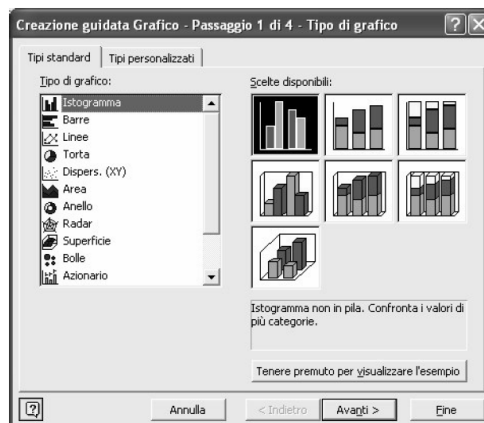 Creazione guidata Grafico - Passaggio 1 di 4 - Tipo di grafico
Tipi standard
Tipi personalizzati
Tipo di grafico:
Istogramma
Barre
Linee
Torta
Dispers. (XY)
Area
Anello
Radar
Superficie
Bolle
Azionario
Scelte disponibili:
Istogramma non in pila. Confronta i valori di
più categorie.
Tenere premuto per visualizzare l'esempio
Annulla
< Indietro
Avanti >
Fine